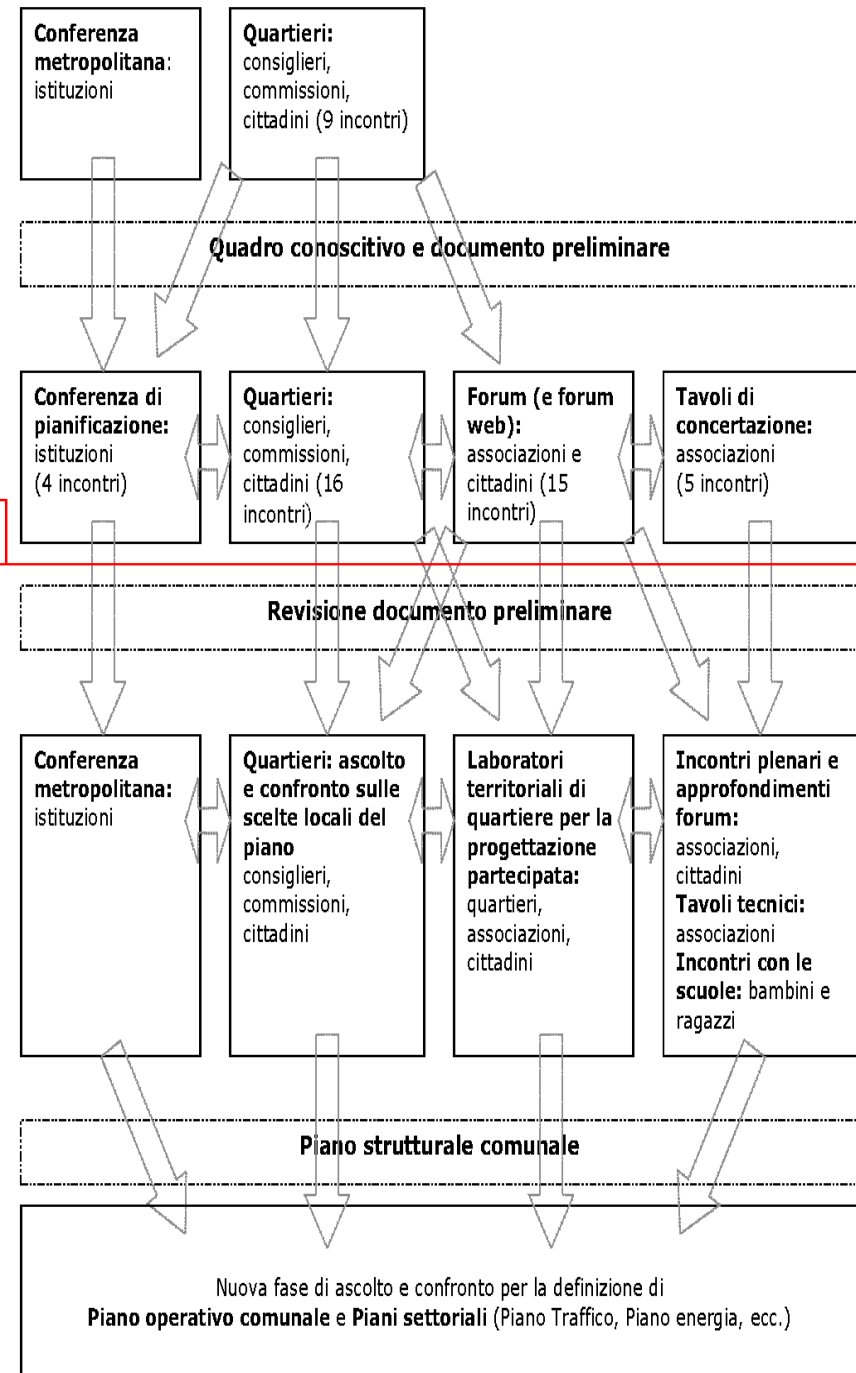 Conferenza
metropolitana:
istituzioni
Quartieri:
consiglieri,
commissioni,
cittadini (9 incontri)
Quadro conoscitivo e documento preliminare
Conferenza di
pianificazione:
istituzioni
(4 incontri)
Quartieri:
consiglieri,
commissioni,
cittadini (16
incontri)
Forum (e forum
web):
associazioni e
cittadini (15
incontri)
Tavoli di
concertazione:
associazioni
(5 incontri)
Revisione documento preliminare
Conferenza
metropolitana:
istituzioni
Quartieri: ascolto
e confronto sulle
scelte locali del
piano
consiglieri,
commissioni,
cittadini
Laboratori
territoriali di
quartiere per la
progettazione
partecipata:
quartieri,
associazioni,
cittadini
Incontri plenari e
approfondimenti
forum:
associazioni,
cittadini
Tavoli tecnici:
associazioni
Incontri con le
scuole: bambini e
ragazzi
Piano strutturale comunale
Nuova fase di ascolto e confronto per la definizione di
Piano operativo comunale e Piani settoriali (Piano Traffico, Piano energia, ecc.)